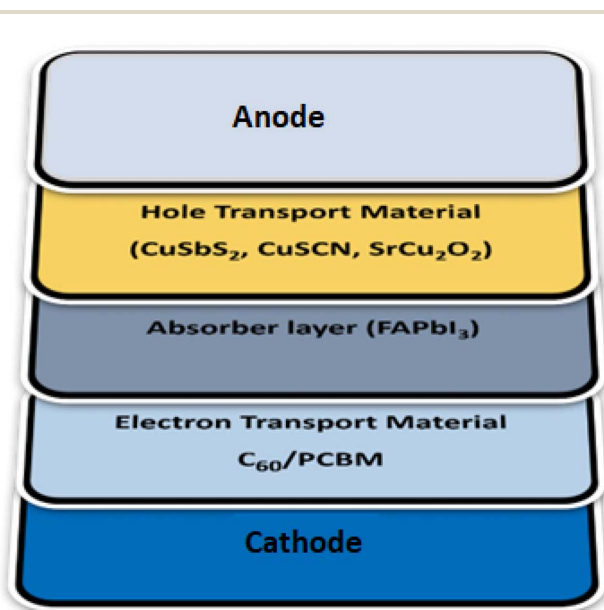 Anode
Hole Transport Material
(CuSbS₂, CuSCN, SrCu₂O₂)
Absorber layer (FAPbI₃)
Electron Transport Material
C₆₀/PCBM
Cathode